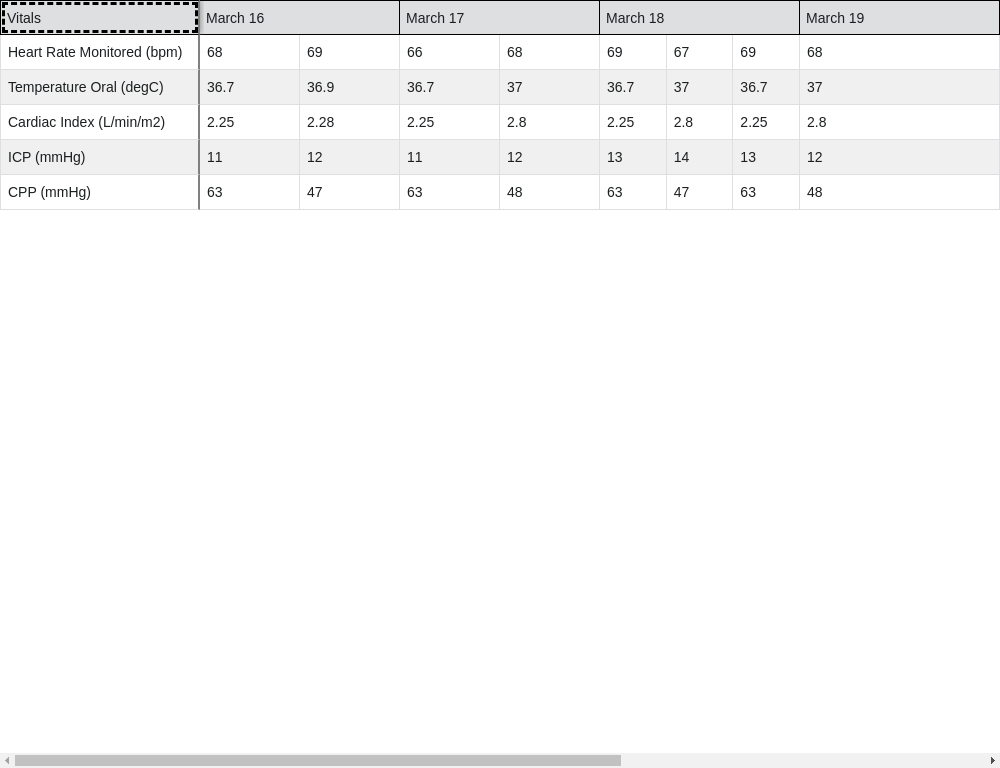 Vitals March 16 March 17 March 18 March 19
Heart Rate Monitored (bpm) 68 69 66 68 69 67 69 68
Temperature Oral (degC) 36.7 36.9 36.7 37 36.7 37 36.7 37
Cardiac Index (L/min/m2) 2.25 2.28 2.25 2.8 2.25 2.8 2.25 2.8
ICP (mmHg) 11 12 11 12 13 14 13 12
CPP (mmHg) 63 47 63 48 63 47 63 48